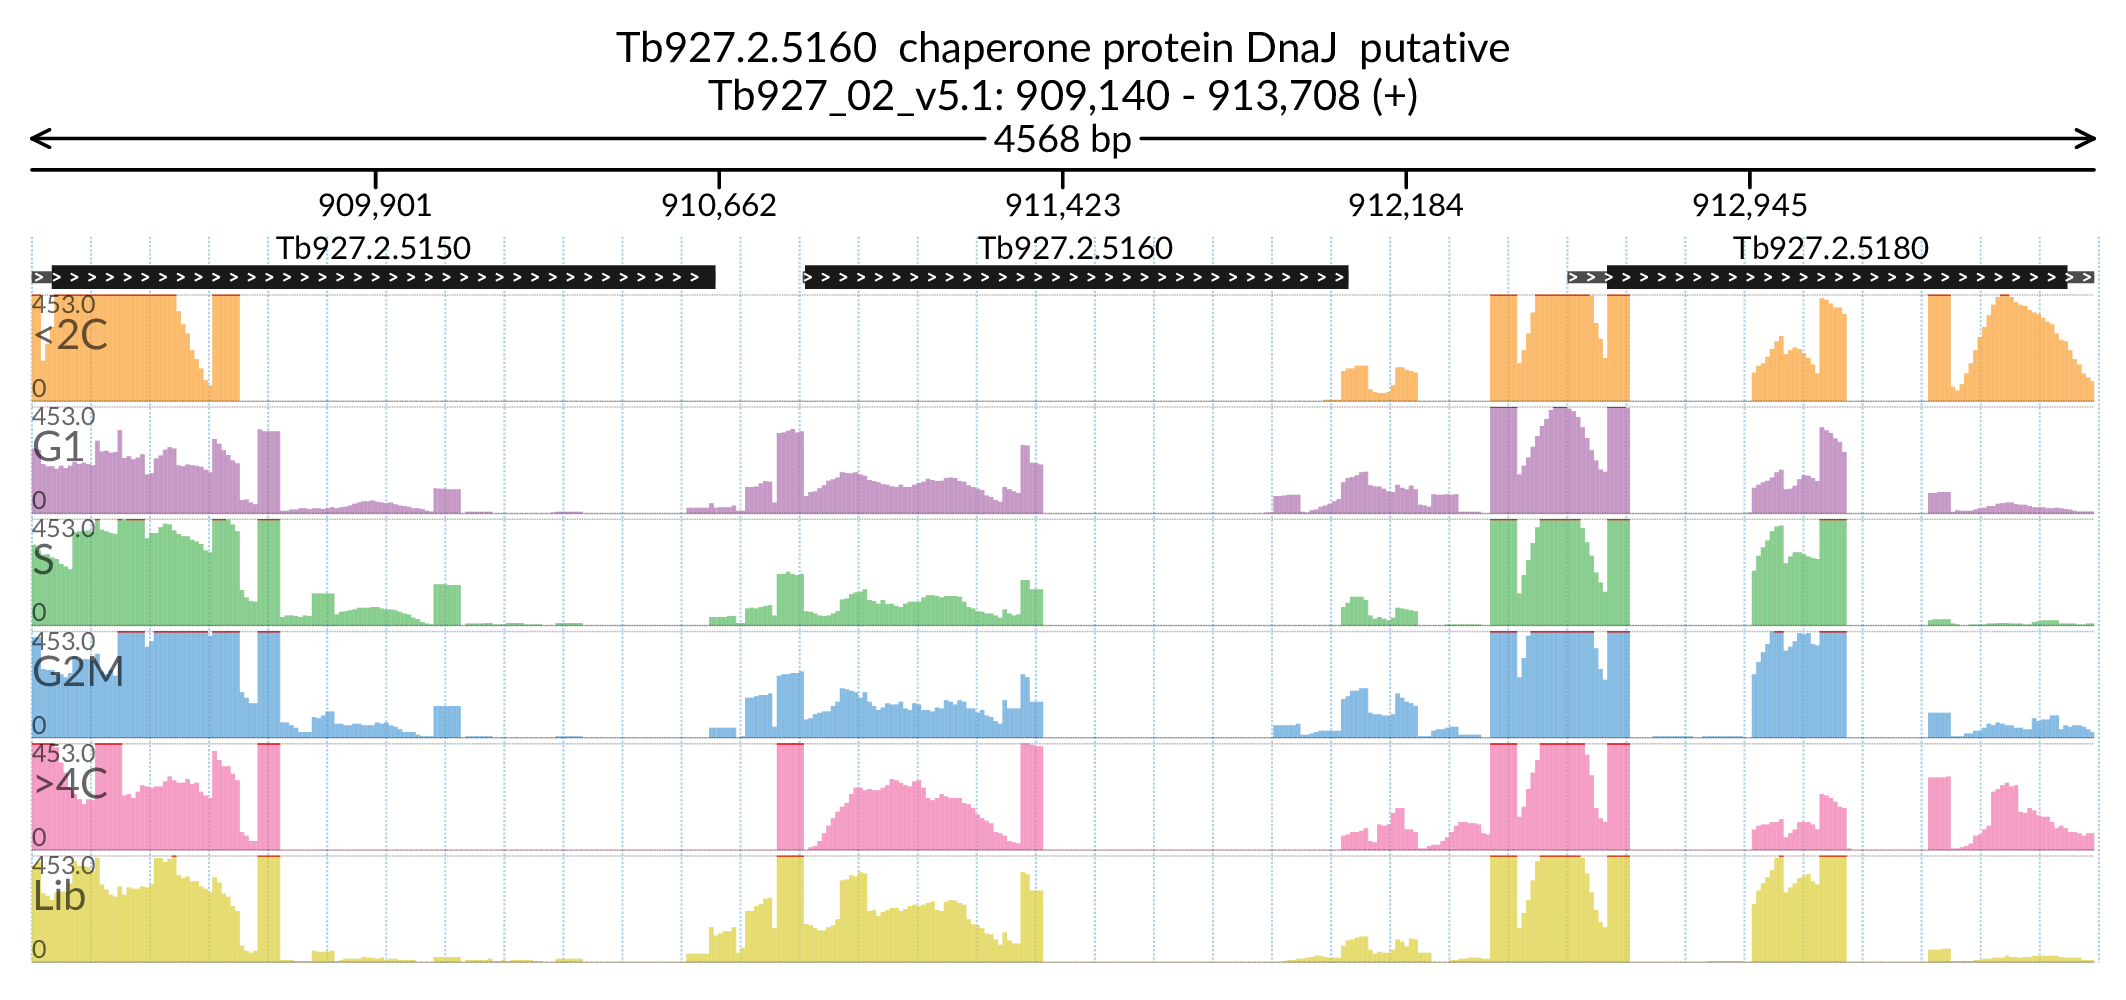 Tb927.2.5160  chaperone protein DnaJ  putative
Tb927_02_v5.1: 909,140 - 913,708 (+)
4568 bp
909,901 910,662 911,423 912,184 912,945
Tb927.2.5150 Tb927.2.5160 Tb927.2.5180
453.0
<2C
0
453.0
G1
0
453.0
S
0
453.0
G2M
0
453.0
>4C
0
453.0
Lib
0